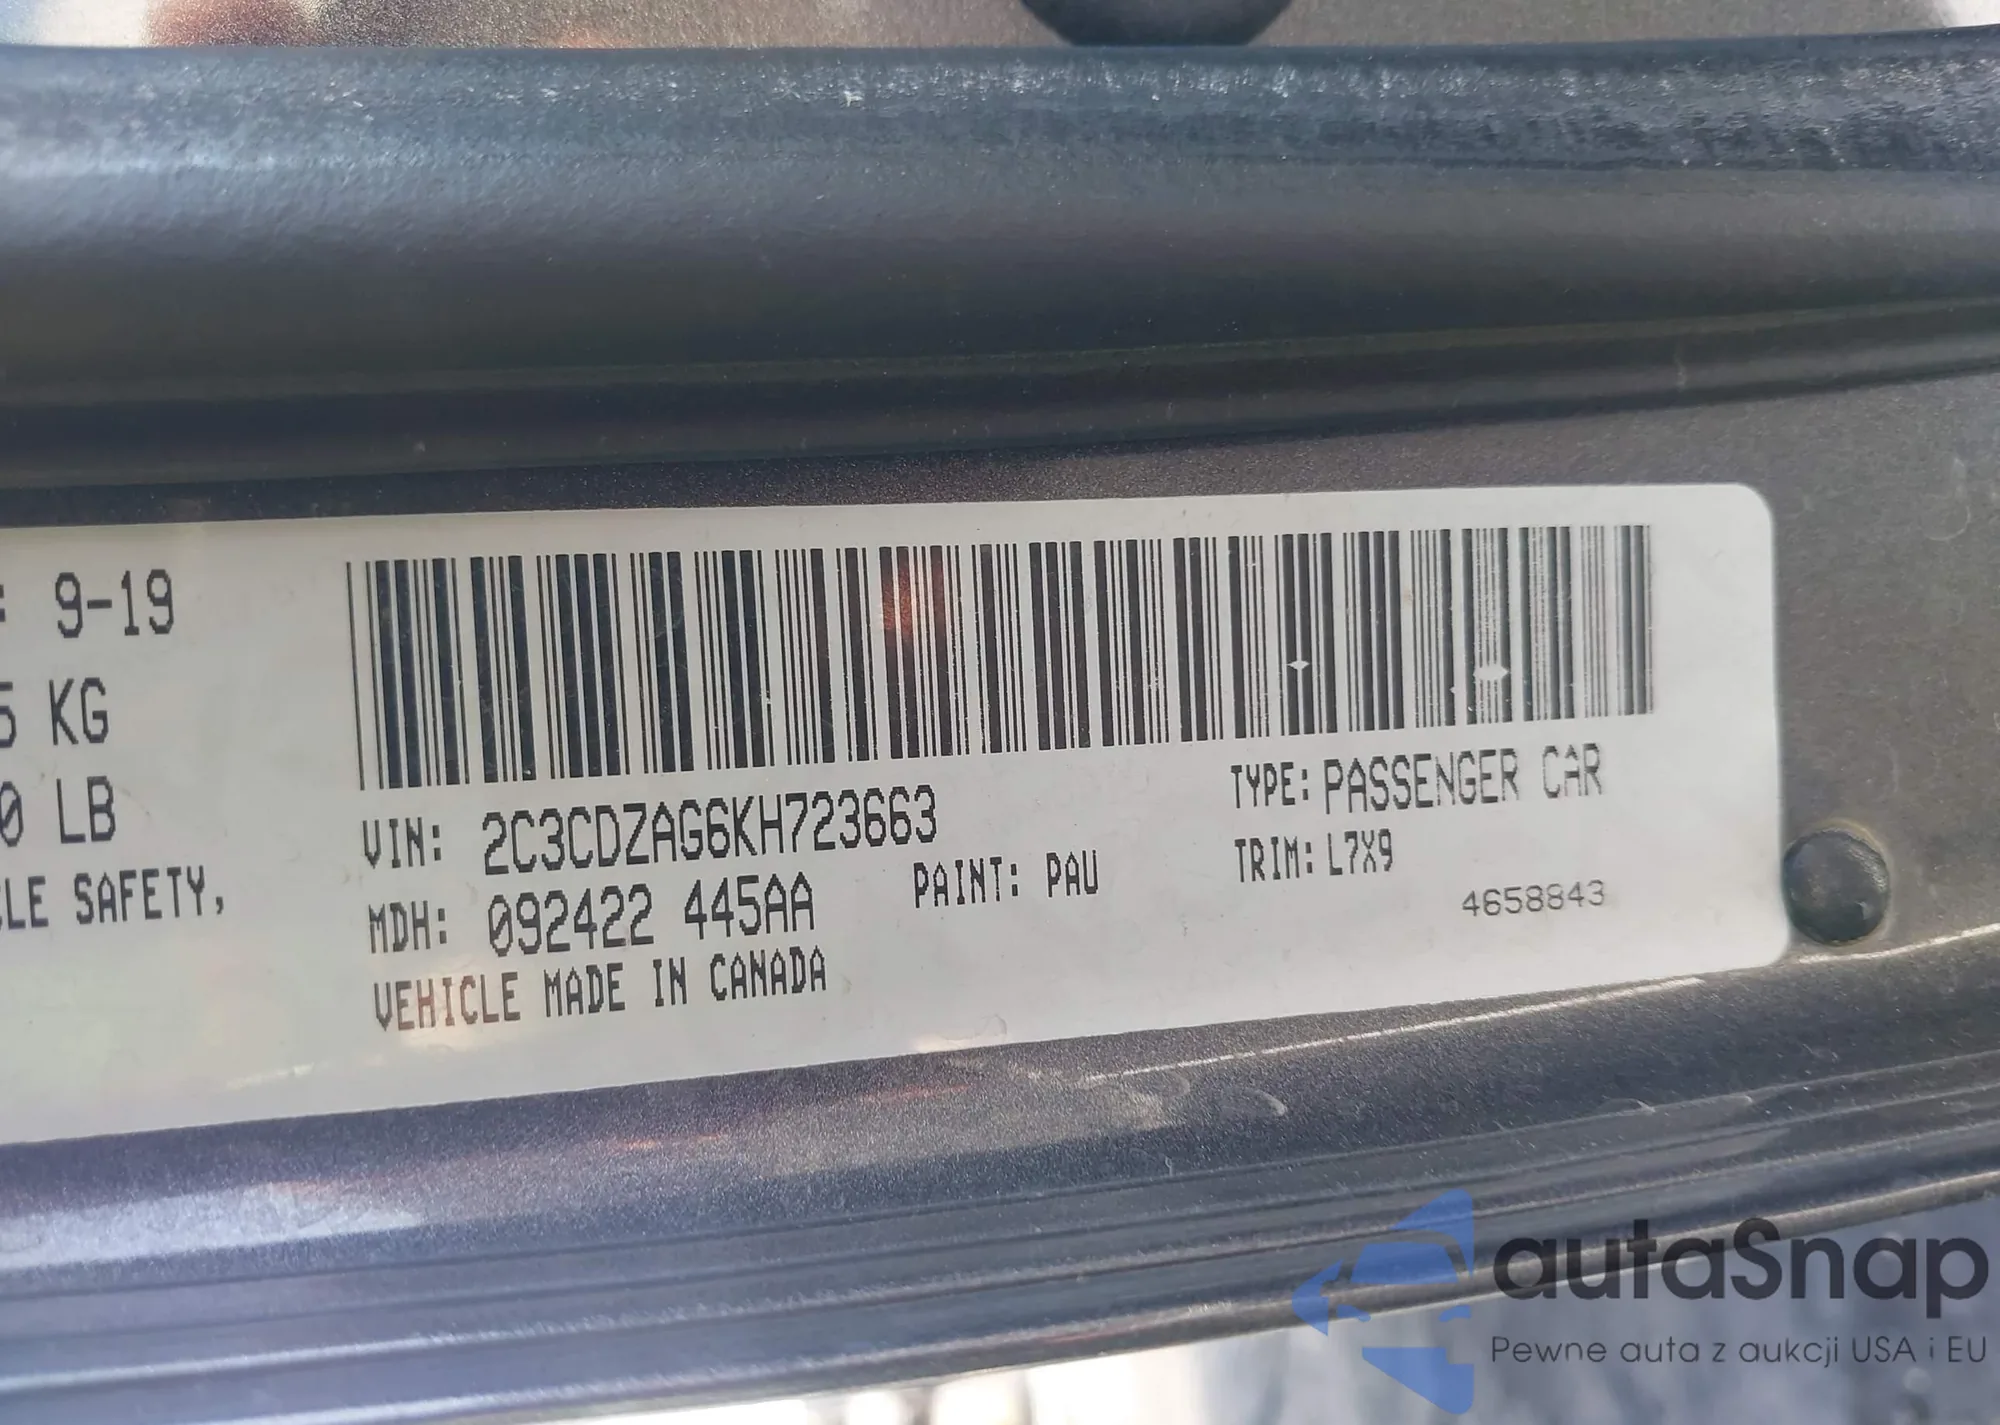 : 9-19
5 KG
0 LB
CLE SAFETY,
VIN: 2C3CDZAG6KH723663
TYPE: PASSENGER CAR
MDH: 092422 445AA
PAINT: PAU
TRIM: L7X9
4658843
VEHICLE MADE IN CANADA
autaSnap
Pewne auta z aukcji USA i EU